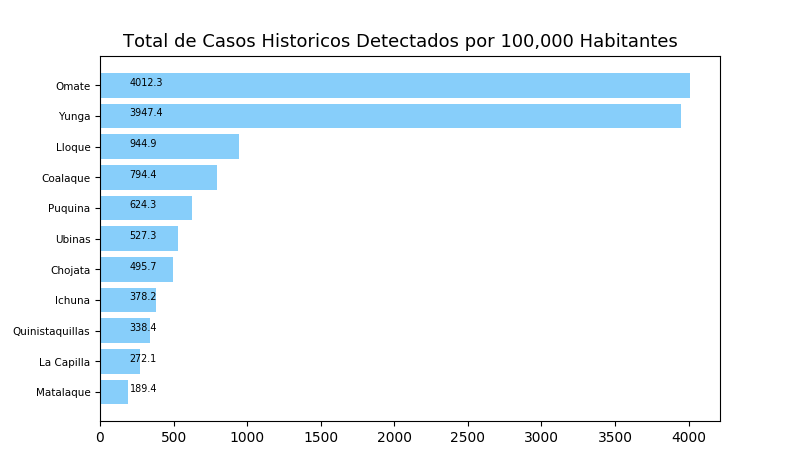 Total de Casos Historicos Detectados por 100,000 Habitantes
Omate 4012.3
Yunga 3947.4
Lloque 944.9
Coalaque 794.4
Puquina 624.3
Ubinas 527.3
Chojata 495.7
Ichuna 378.2
Quinistaquillas 338.4
La Capilla 272.1
Matalaque 189.4
0 500 1000 1500 2000 2500 3000 3500 4000